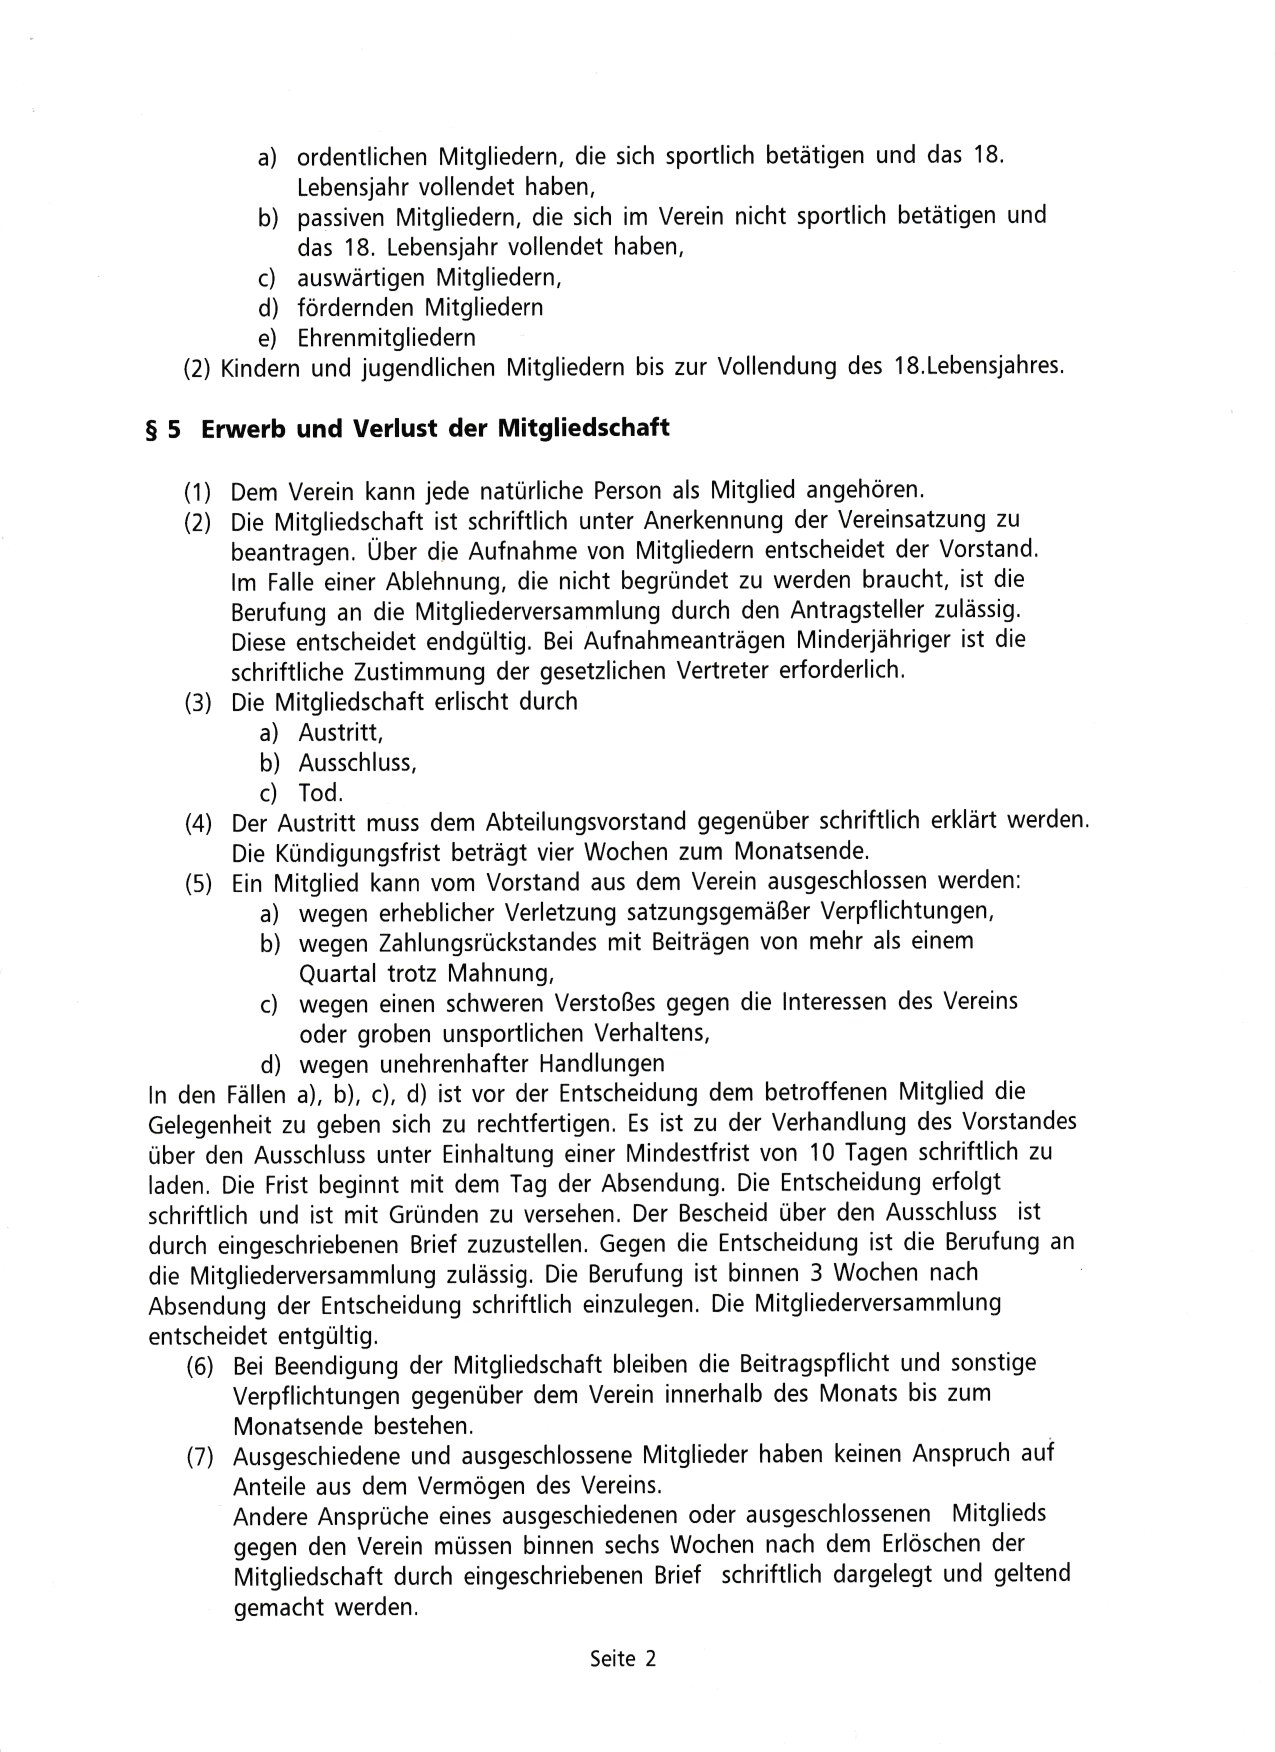 a) ordentlichen Mitgliedern, die sich sportlich betätigen und das 18.
Lebensjahr vollendet haben,
b) passiven Mitgliedern, die sich im Verein nicht sportlich betätigen und
das 18. Lebensjahr vollendet haben,
c) auswärtigen Mitgliedern,
d) fördernden Mitgliedern
e) Ehrenmitgliedern
(2) Kindern und jugendlichen Mitgliedern bis zur Vollendung des 18.Lebensjahres.
§ 5 Erwerb und Verlust der Mitgliedschaft
(1) Dem Verein kann jede natürliche Person als Mitglied angehören.
(2) Die Mitgliedschaft ist schriftlich unter Anerkennung der Vereinsatzung zu
beantragen. Über die Aufnahme von Mitgliedern entscheidet der Vorstand.
Im Falle einer Ablehnung, die nicht begründet zu werden braucht, ist die
Berufung an die Mitgliederversammlung durch den Antragsteller zulässig.
Diese entscheidet endgültig. Bei Aufnahmeanträgen Minderjähriger ist die
schriftliche Zustimmung der gesetzlichen Vertreter erforderlich.
(3) Die Mitgliedschaft erlischt durch
a) Austritt,
b) Ausschluss,
c) Tod.
(4) Der Austritt muss dem Abteilungsvorstand gegenüber schriftlich erklärt werden.
Die Kündigungsfrist beträgt vier Wochen zum Monatsende.
(5) Ein Mitglied kann vom Vorstand aus dem Verein ausgeschlossen werden:
a) wegen erheblicher Verletzung satzungsgemäßer Verpflichtungen,
b) wegen Zahlungsrückstandes mit Beiträgen von mehr als einem
Quartal trotz Mahnung,
c) wegen einen schweren Verstoßes gegen die Interessen des Vereins
oder groben unsportlichen Verhaltens,
d) wegen unehrenhafter Handlungen
In den Fällen a), b), c), d) ist vor der Entscheidung dem betroffenen Mitglied die
Gelegenheit zu geben sich zu rechtfertigen. Es ist zu der Verhandlung des Vorstandes
über den Ausschluss unter Einhaltung einer Mindestfrist von 10 Tagen schriftlich zu
laden. Die Frist beginnt mit dem Tag der Absendung. Die Entscheidung erfolgt
schriftlich und ist mit Gründen zu versehen. Der Bescheid über den Ausschluss ist
durch eingeschriebenen Brief zuzustellen. Gegen die Entscheidung ist die Berufung an
die Mitgliederversammlung zulässig. Die Berufung ist binnen 3 Wochen nach
Absendung der Entscheidung schriftlich einzulegen. Die Mitgliederversammlung
entscheidet entgültig.
(6) Bei Beendigung der Mitgliedschaft bleiben die Beitragspflicht und sonstige
Verpflichtungen gegenüber dem Verein innerhalb des Monats bis zum
Monatsende bestehen.
(7) Ausgeschiedene und ausgeschlossene Mitglieder haben keinen Anspruch auf
Anteile aus dem Vermögen des Vereins.
Andere Ansprüche eines ausgeschiedenen oder ausgeschlossenen Mitglieds
gegen den Verein müssen binnen sechs Wochen nach dem Erlöschen der
Mitgliedschaft durch eingeschriebenen Brief schriftlich dargelegt und geltend
gemacht werden.
Seite 2